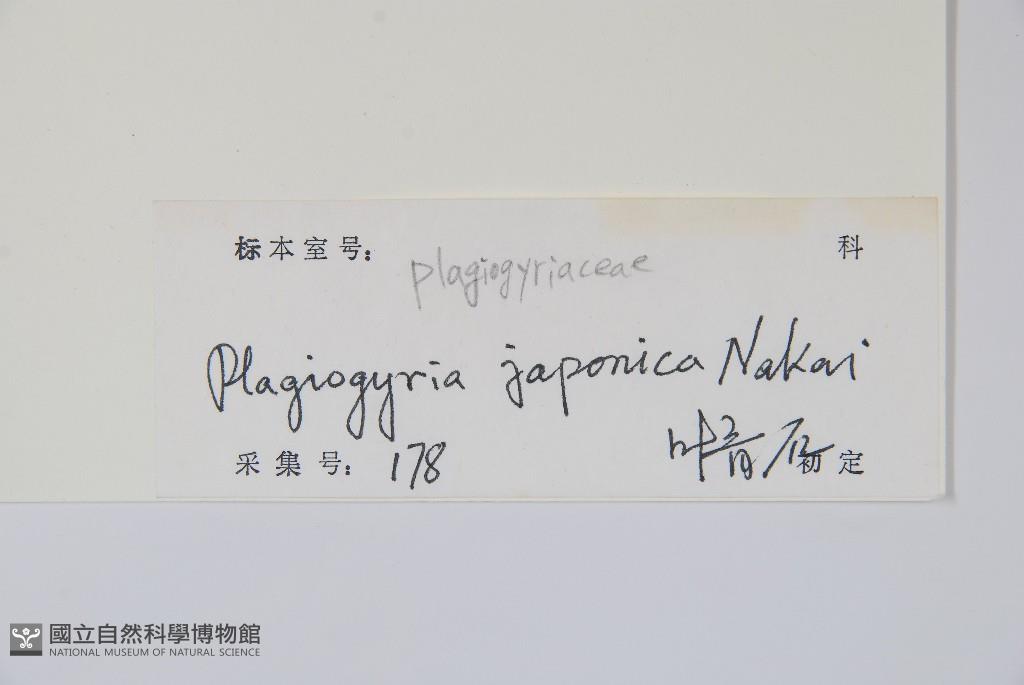 标本室号: 科
plagiogyriaceae
Plagiogyria japonica Nakai
采集号: 178 初定
國立自然科學博物館
NATIONAL MUSEUM OF NATURAL SCIENCE